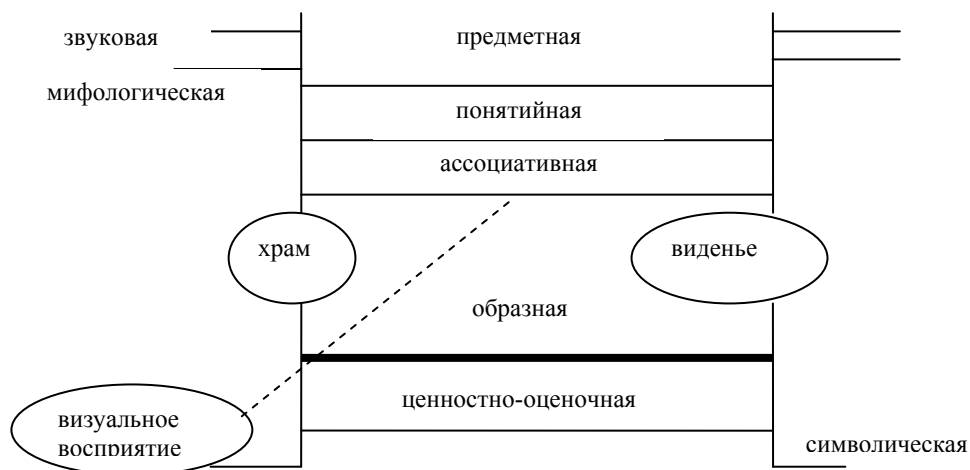 звуковая
предметная
мифологическая
понятийная
ассоциативная
храм
виденье
образная
ценностно-оценочная
визуальное
восприятие
символическая